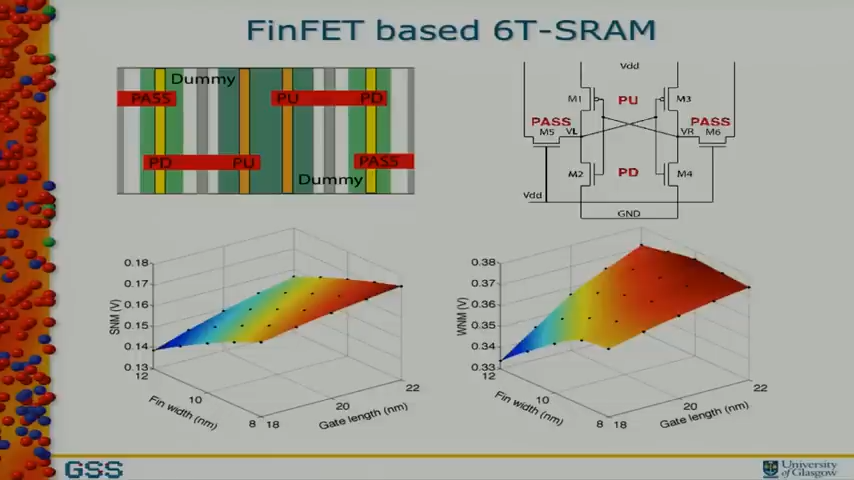 FinFET based 6T-SRAM
Dummy
PASS PU PD
PD PU PASS
Dummy
Vdd
M1 PU M3
PASS PASS
M5 VL VR M6
M2 PD M4
Vdd
GND
0.18
0.17
0.16
0.15
0.14
0.13
SNM (V)
12
10
8
Fin width (nm)
18
20
22
Gate length (nm)
0.38
0.37
0.36
0.35
0.34
0.33
WNM (V)
12
10
8
Fin width (nm)
18
20
22
Gate length (nm)
GSS
University
of Glasgow